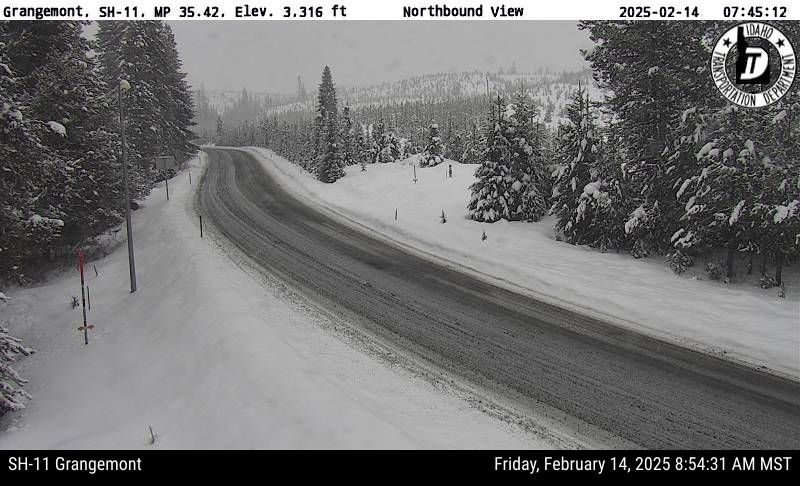 Grangemont, SH-11, MP 35.42, Elev. 3,316 ft Northbound View 2025-02-14 07:45:12
IDAHO
TRANSPORTATION DEPARTMENT
SH-11 Grangemont Friday, February 14, 2025 8:54:31 AM MST